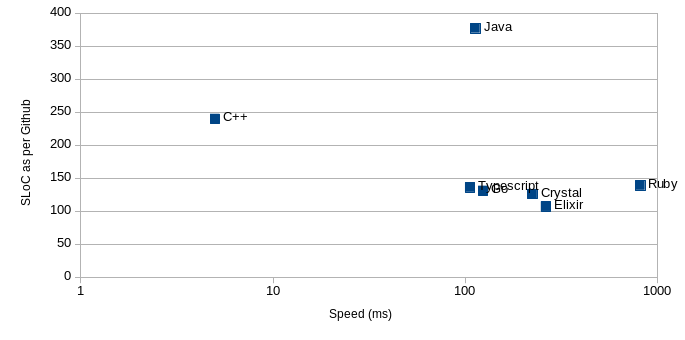 400
350
300
250
200
150
100
50
0
SLoC as per Github
Java
C++
Typescript
Go
Crystal
Elixir
Ruby
1
10
100
1000
Speed (ms)